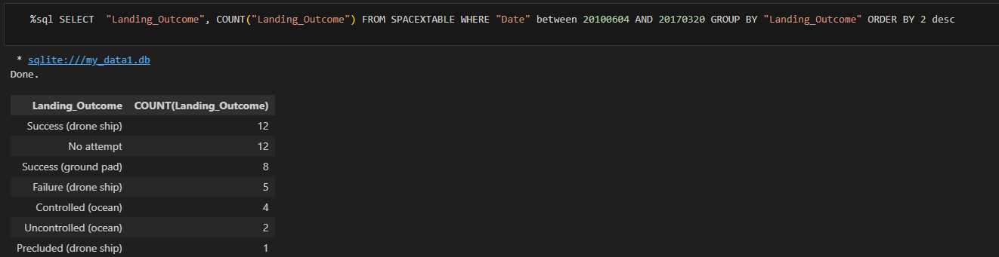 %sql SELECT  "Landing_Outcome", COUNT("Landing_Outcome") FROM SPACEXTABLE WHERE "Date" between 20100604 AND 20170320 GROUP BY "Landing_Outcome" ORDER BY 2 desc
* sqlite:///my_data1.db
Done.
Landing_Outcome COUNT(Landing_Outcome)
Success (drone ship) 12
No attempt 12
Success (ground pad) 8
Failure (drone ship) 5
Controlled (ocean) 4
Uncontrolled (ocean) 2
Precluded (drone ship) 1